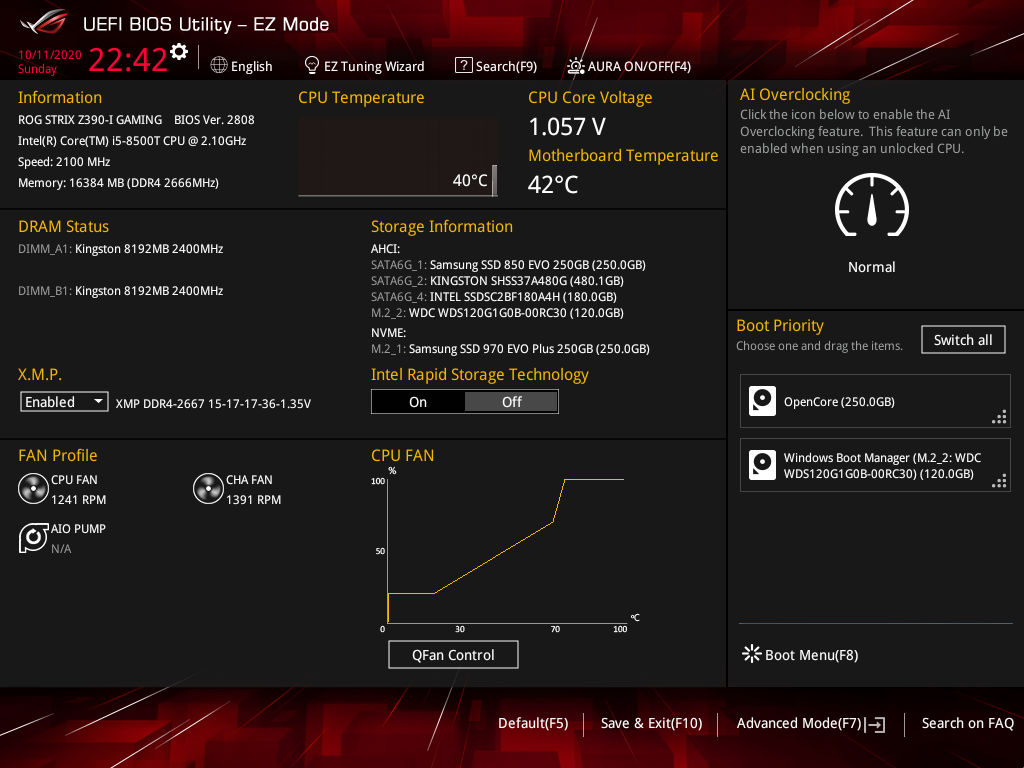 UEFI BIOS Utility – EZ Mode
10/11/2020
Sunday
22:42
English
EZ Tuning Wizard
Search(F9)
AURA ON/OFF(F4)
Information
ROG STRIX Z390-I GAMING BIOS Ver. 2808
Intel(R) Core(TM) i5-8500T CPU @ 2.10GHz
Speed: 2100 MHz
Memory: 16384 MB (DDR4 2666MHz)
CPU Temperature
40°C
CPU Core Voltage
1.057 V
Motherboard Temperature
42°C
AI Overclocking
Click the icon below to enable the AI
Overclocking feature. This feature can only be
enabled when using an unlocked CPU.
Normal
DRAM Status
DIMM_A1: Kingston 8192MB 2400MHz
DIMM_B1: Kingston 8192MB 2400MHz
Storage Information
AHCI:
SATA6G_1: Samsung SSD 850 EVO 250GB (250.0GB)
SATA6G_2: KINGSTON SHSS37A480G (480.1GB)
SATA6G_4: INTEL SSDSC2BF180A4H (180.0GB)
M.2_2: WDC WDS120G1G0B-00RC30 (120.0GB)
NVME:
M.2_1: Samsung SSD 970 EVO Plus 250GB (250.0GB)
X.M.P.
Enabled
XMP DDR4-2667 15-17-17-36-1.35V
Intel Rapid Storage Technology
On
Off
Boot Priority
Choose one and drag the items.
Switch all
OpenCore (250.0GB)
Windows Boot Manager (M.2_2: WDC
WDS120G1G0B-00RC30) (120.0GB)
FAN Profile
CPU FAN
1241 RPM
CHA FAN
1391 RPM
AIO PUMP
N/A
CPU FAN
%
100
50
0
30
70
100
°C
QFan Control
Boot Menu(F8)
Default(F5)
Save & Exit(F10)
Advanced Mode(F7)
Search on FAQ